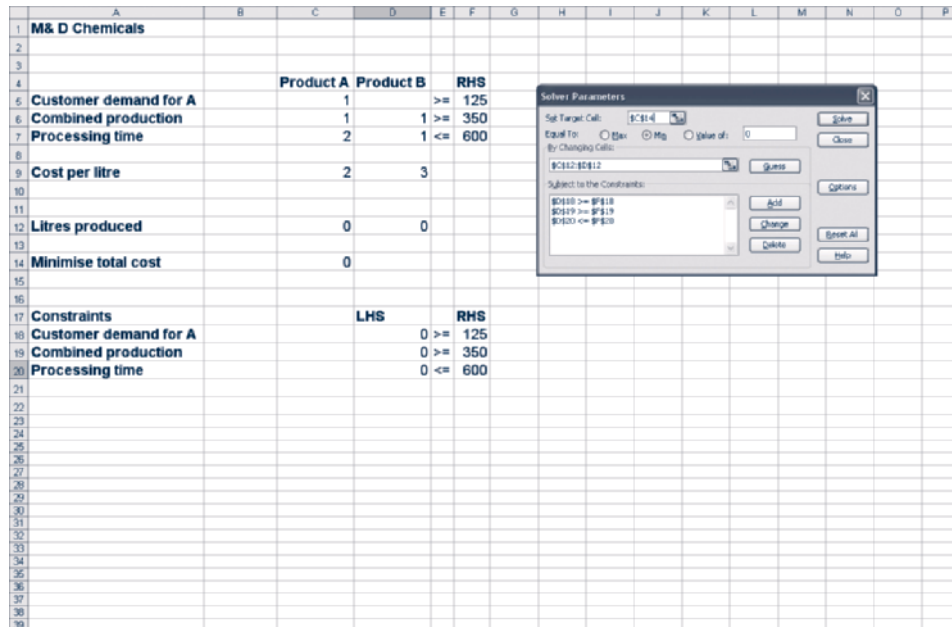 A B C D E F G H I J K L M N O P
1 M& D Chemicals
2
3
4 Product A Product B RHS
5 Customer demand for A 1 >= 125
6 Combined production 1 1 >= 350
7 Processing time 2 1 <= 600
8
9 Cost per litre 2 3
10
11
12 Litres produced 0 0
13
14 Minimise total cost 0
15
16
17 Constraints LHS RHS
18 Customer demand for A 0 >= 125
19 Combined production 0 >= 350
20 Processing time 0 <= 600
21
22
23
24
25
26
27
28
29
30
31
32
33
34
35
36
37
38
39
Solver Parameters
Set Target Cell: $C$14 Solve
Equal To: Max Min Value of: 0 Close
By Changing Cells:
$C$12:$D$12 Guess
Subject to the Constraints: Options
$D$18 >= $F$18 Add
$D$19 >= $F$19
$D$20 <= $F$20 Change
Reset All
Delete
Help